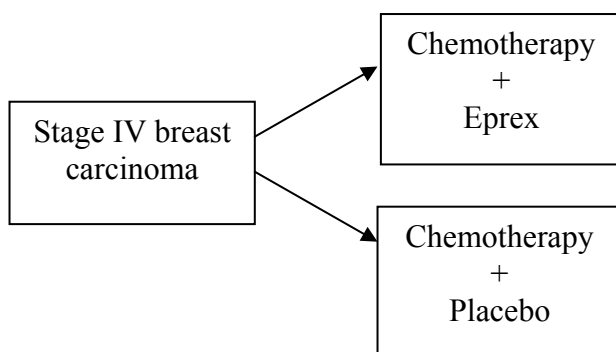 Stage IV breast
carcinoma
Chemotherapy
+
Eprex
Chemotherapy
+
Placebo